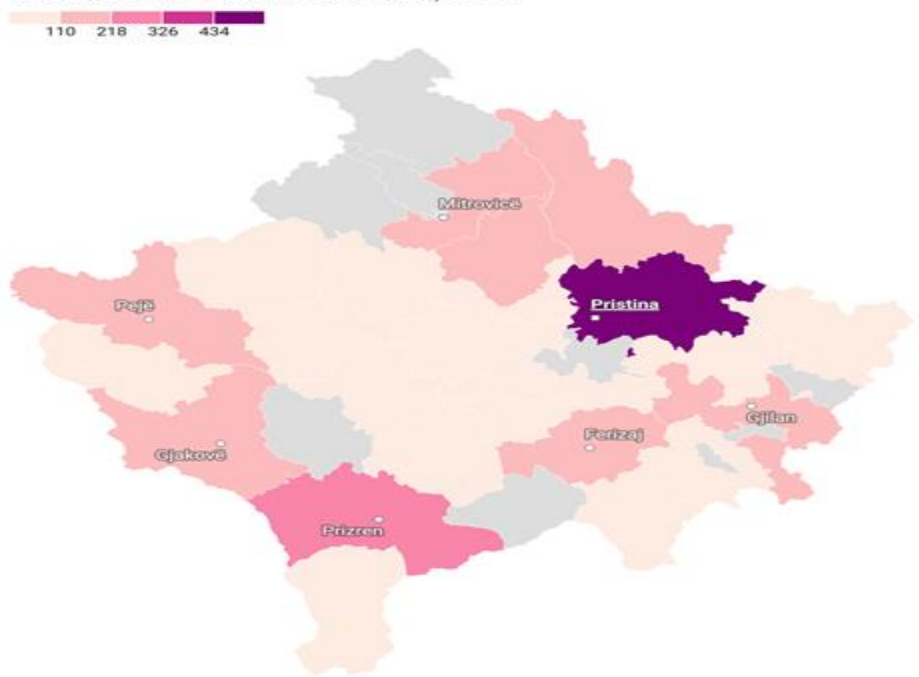 110 218 326 434
Mitrovicë
Pejë
Pristina
Gjilan
Ferizaj
Gjakovë
Prizren